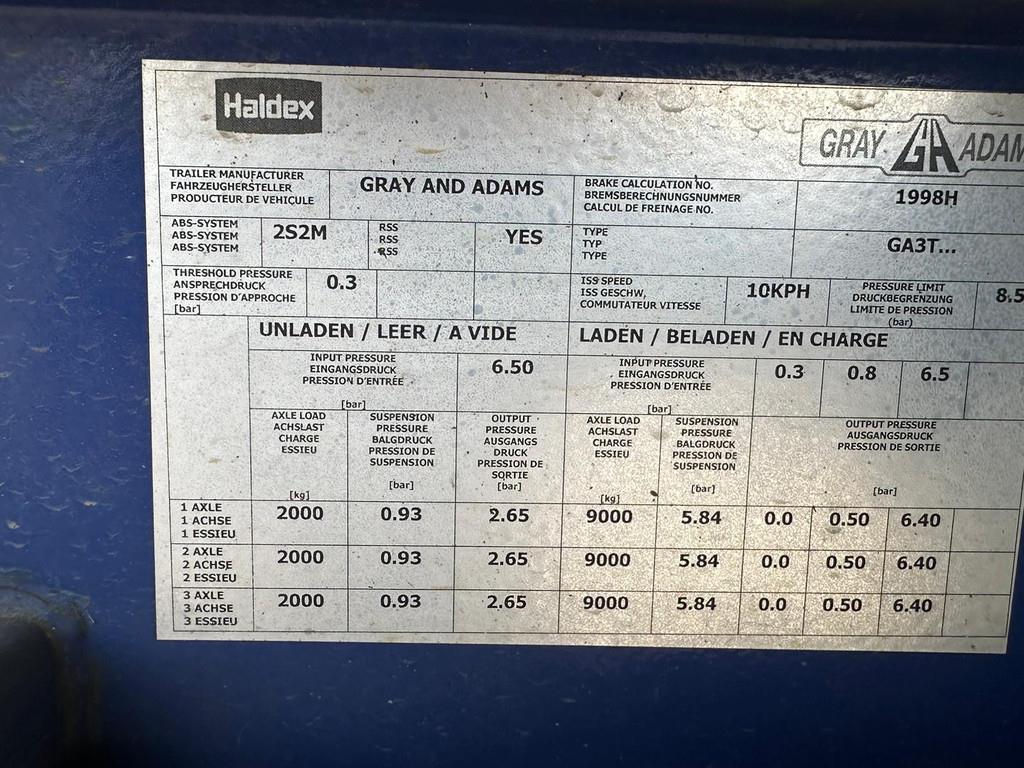 Haldex
GRAY GA ADAM
TRAILER MANUFACTURER
FAHRZEUGHERSTELLER
PRODUCTEUR DE VEHIÇULE
GRAY AND ADAMS
BRAKE CALCULATION NO.
BREMSBERECHNUNGSNUMMER
CALCUL DE FREINAGE NO.
1998H
ABS-SYSTEM
ABS-SYSTEM
ABS-SYSTEM
2S2M
RSS
RSS
RSS
YES
TYPE
TYP
TYPE
GA3T...
THRESHOLD PRESSURE
ANSPRECHDRUCK
PRESSION D'APPROCHE
[bar]
0.3
ISS SPEED
ISS GESCHW,
COMMUTATEUR VITESSE
10KPH
PRESSURE LIMIT
DRUCKBEGRENZUNG
LIMITE DE PRESSION
(bar)
8.5
UNLADEN / LEER / A VIDE
LADEN / BELADEN / EN CHARGE
INPUT PRESSURE
EINGANGSDRUCK
PRESSION D'ENTRÉE
[bar]
6.50
INPUT PRESSURE
EINGANGSDRUCK
PRESSION D'ENTRÉE
[bar]
0.3 0.8 6.5
AXLE LOAD
ACHSLAST
CHARGE
ESSIEU
[kg]
SUSPENSION
PRESSURE
BALGDRUCK
PRESSION DE
SUSPENSION
[bar]
OUTPUT
PRESSURE
AUSGANGS
DRUCK
PRESSION DE
SORTIE
[bar]
AXLE LOAD
ACHSLAST
CHARGE
ESSIEU
[kg]
SUSPENSION
PRESSURE
BALGDRUCK
PRESSION DE
SUSPENSION
[bar]
OUTPUT PRESSURE
AUSGANGSDRUCK
PRESSION DE SORTIE
[bar]
1 AXLE
1 ACHSE
1 ESSIEU
2000 0.93 2.65 9000 5.84 0.0 0.50 6.40
2 AXLE
2 ACHSE
2 ESSIEU
2000 0.93 2.65 9000 5.84 0.0 0.50 6.40
3 AXLE
3 ACHSE
3 ESSIEU
2000 0.93 2.65 9000 5.84 0.0 0.50 6.40